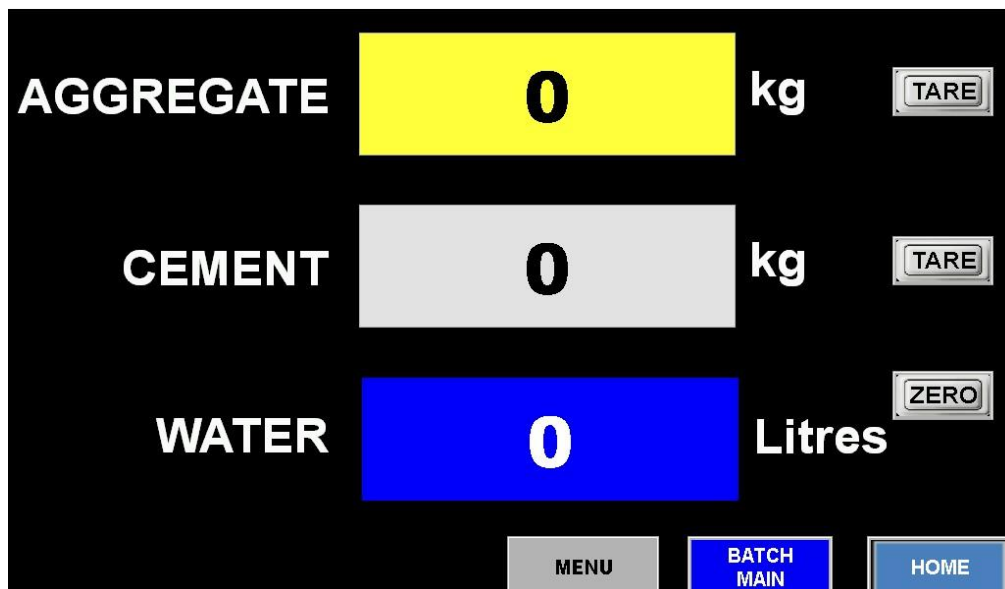 AGGREGATE 0 kg TARE
CEMENT 0 kg TARE
ZERO
WATER 0 Litres
MENU BATCH MAIN HOME